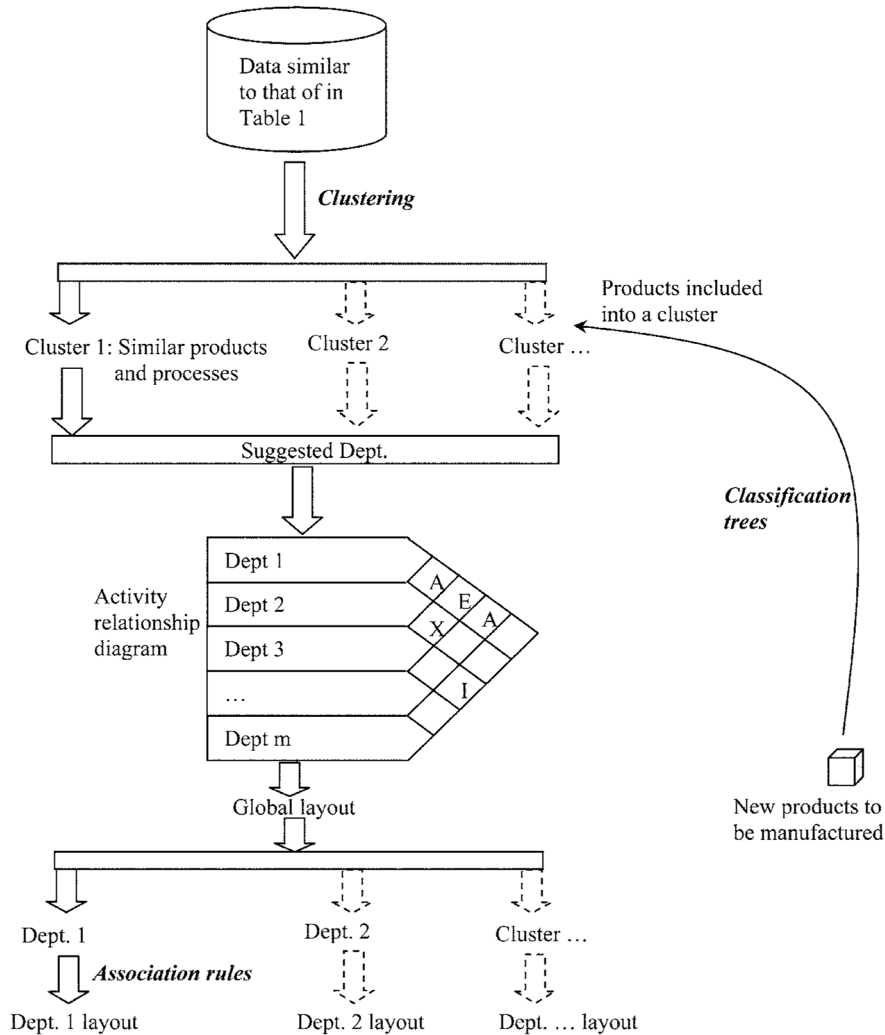 Data similar
to that of in
Table 1
Clustering
Products included
into a cluster
Cluster 1: Similar products
and processes
Cluster 2
Cluster …
Suggested Dept.
Classification
trees
Activity
relationship
diagram
Dept 1
Dept 2
Dept 3
…
Dept m
A
E
A
X
I
New products to
be manufactured
Global layout
Dept. 1
Dept. 2
Cluster …
Association rules
Dept. 1 layout
Dept. 2 layout
Dept. … layout